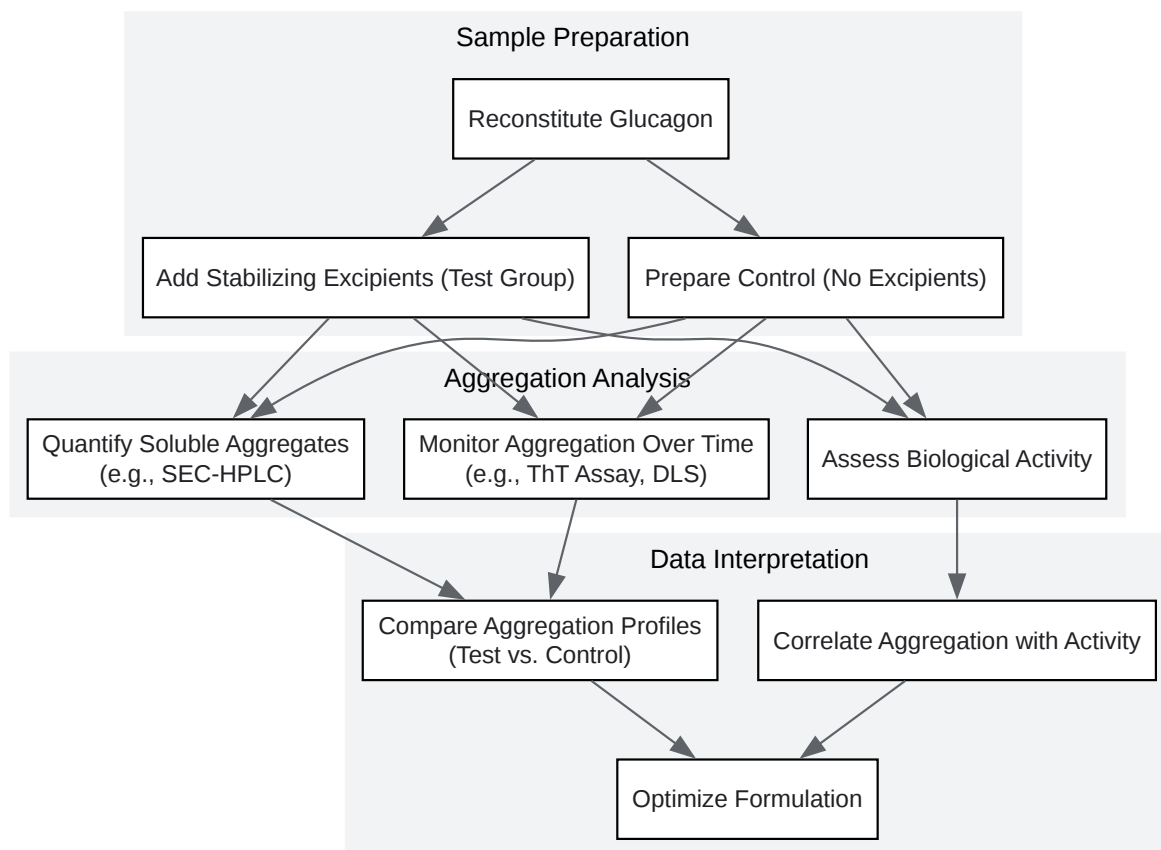 Sample Preparation
Reconstitute Glucagon
Add Stabilizing Excipients (Test Group)
Prepare Control (No Excipients)
Aggregation Analysis
Quantify Soluble Aggregates
(e.g., SEC-HPLC)
Monitor Aggregation Over Time
(e.g., ThT Assay, DLS)
Assess Biological Activity
Data Interpretation
Compare Aggregation Profiles
(Test vs. Control)
Correlate Aggregation with Activity
Optimize Formulation